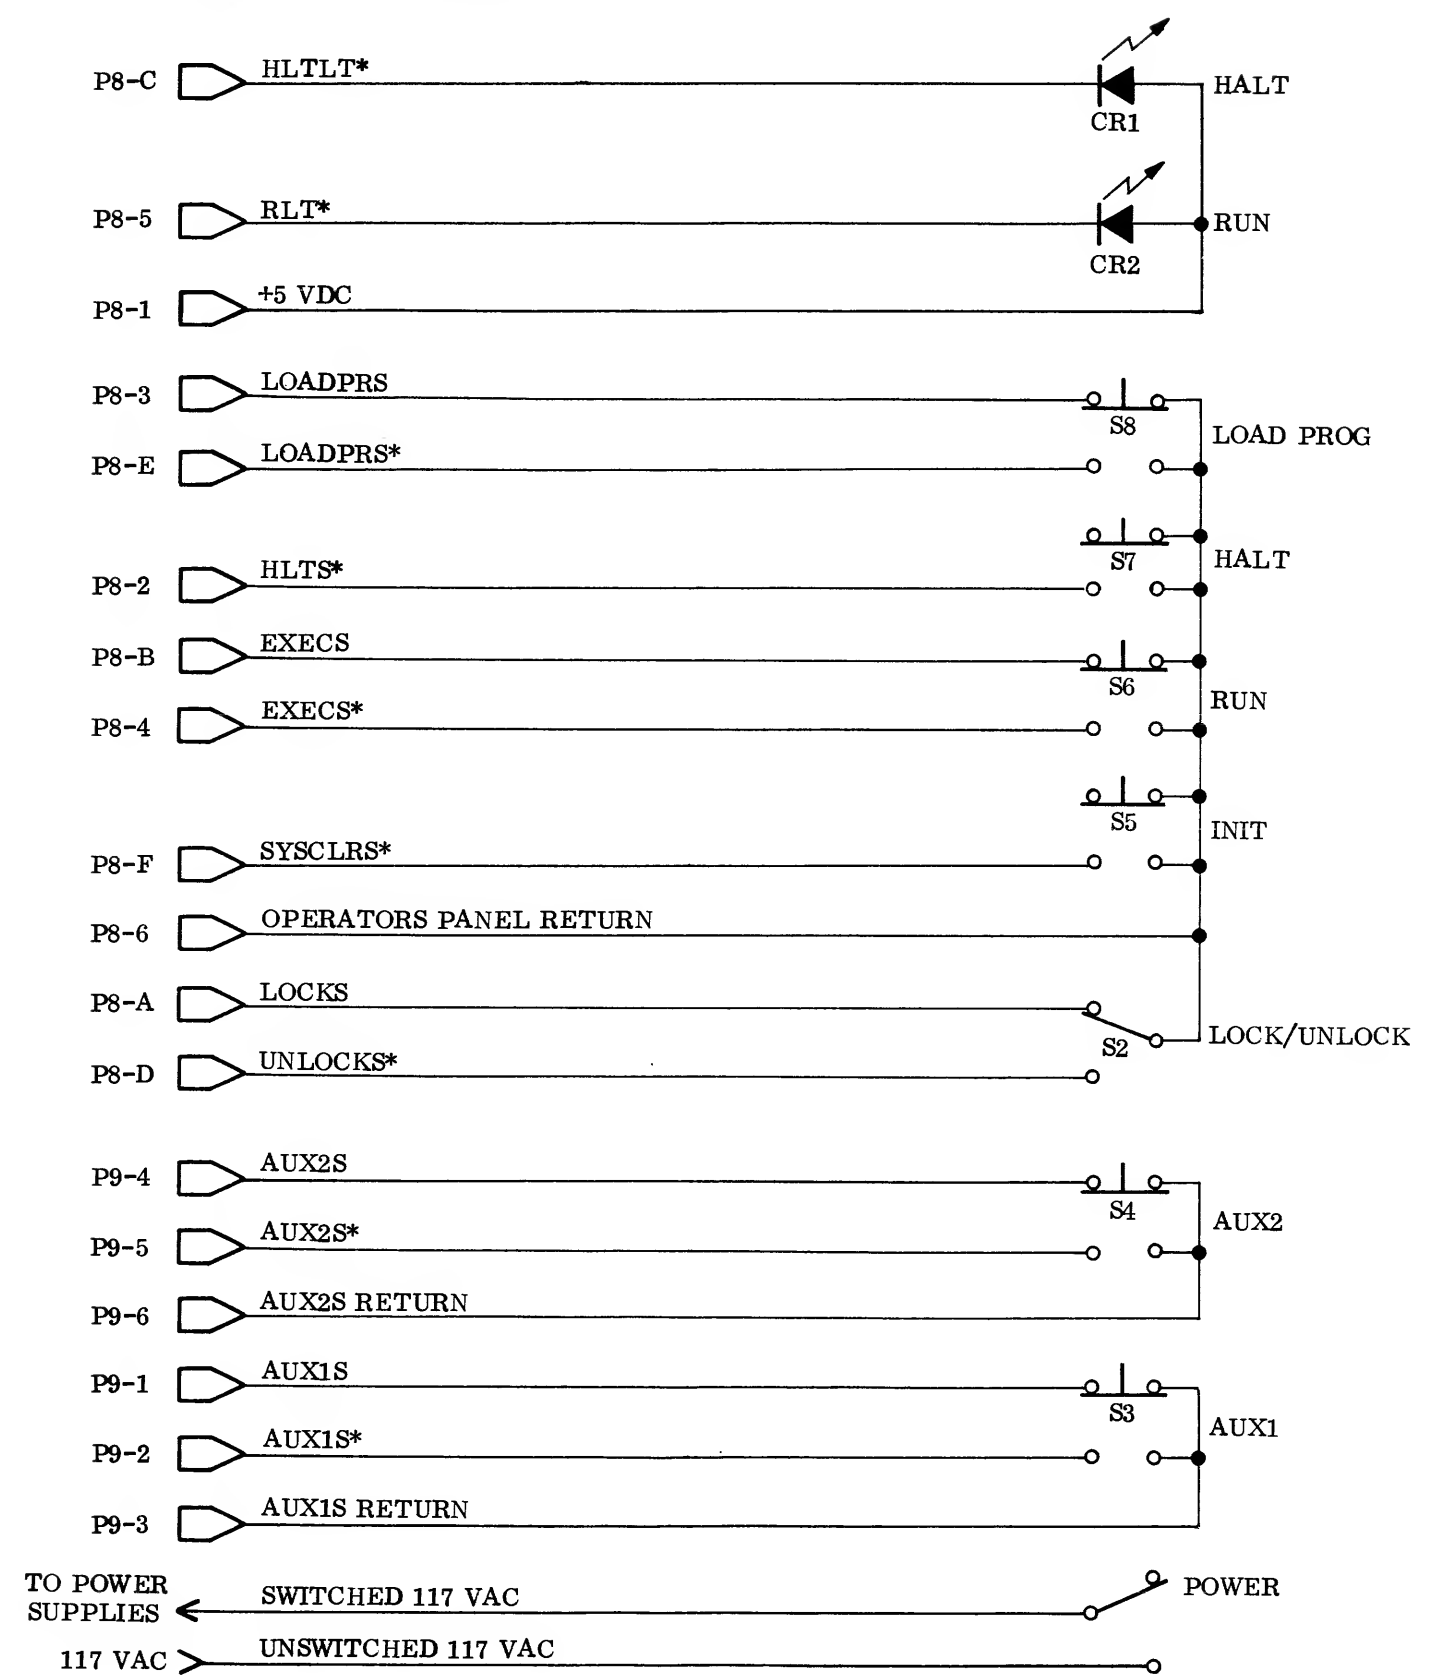 P8-C HLTLT* HALT
CR1
P8-5 RLT* RUN
CR2
P8-1 +5 VDC
P8-3 LOADPRS
S8
LOAD PROG
P8-E LOADPRS*
S7
HALT
P8-2 HLTS*
P8-B EXECS
S6
RUN
P8-4 EXECS*
S5
INIT
P8-F SYSCLRS*
P8-6 OPERATORS PANEL RETURN
P8-A LOCKS
S2 LOCK/UNLOCK
P8-D UNLOCKS*
P9-4 AUX2S
S4
AUX2
P9-5 AUX2S*
P9-6 AUX2S RETURN
P9-1 AUX1S
S3
AUX1
P9-2 AUX1S*
P9-3 AUX1S RETURN
TO POWER
SUPPLIES
SWITCHED 117 VAC POWER
117 VAC UNSWITCHED 117 VAC